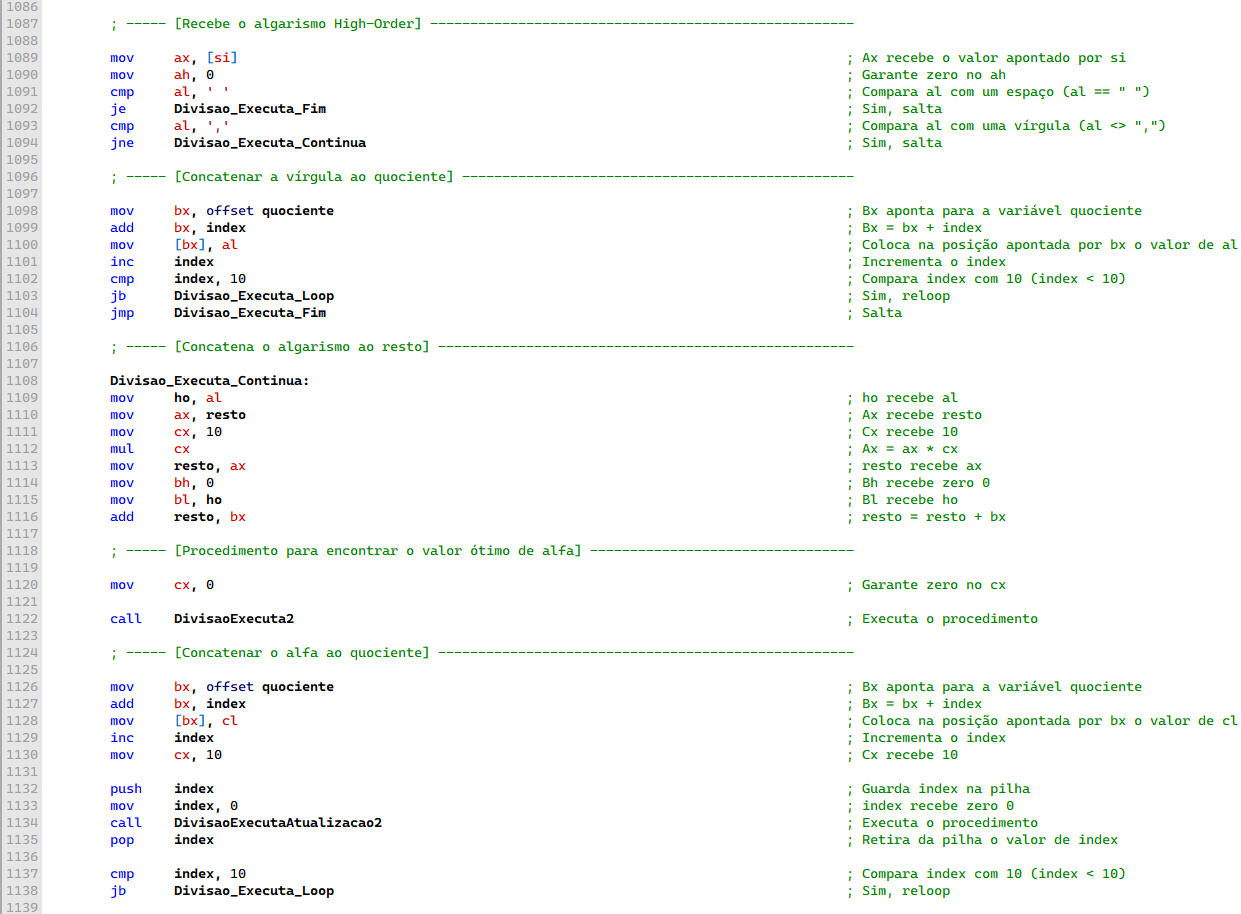 1086
1087 ; ----- [Recebe o algarismo High-Order] -----------------------------------------------------
1088
1089 mov ax, [si] ; Ax recebe o valor apontado por si
1090 mov ah, 0 ; Garante zero no ah
1091 cmp al, ' ' ; Compara al com um espaço (al == " ")
1092 je Divisao_Executa_Fim ; Sim, salta
1093 cmp al, ',' ; Compara al com uma vírgula (al <> ",")
1094 jne Divisao_Executa_Continua ; Sim, salta
1095
1096 ; ----- [Concatenar a vírgula ao quociente] -------------------------------------------------
1097
1098 mov bx, offset quociente ; Bx aponta para a variável quociente
1099 add bx, index ; Bx = bx + index
1100 mov [bx], al ; Coloca na posição apontada por bx o valor de al
1101 inc index ; Incrementa o index
1102 cmp index, 10 ; Compara index com 10 (index < 10)
1103 jb Divisao_Executa_Loop ; Sim, reloop
1104 jmp Divisao_Executa_Fim ; Salta
1105
1106 ; ----- [Concatena o algarismo ao resto] ----------------------------------------------------
1107
1108 Divisao_Executa_Continua:
1109 mov ho, al ; ho recebe al
1110 mov ax, resto ; Ax recebe resto
1111 mov cx, 10 ; Cx recebe 10
1112 mul cx ; Ax = ax * cx
1113 mov resto, ax ; resto recebe ax
1114 mov bh, 0 ; Bh recebe zero 0
1115 mov bl, ho ; Bl recebe ho
1116 add resto, bx ; resto = resto + bx
1117
1118 ; ----- [Procedimento para encontrar o valor ótimo de alfa] ---------------------------------
1119
1120 mov cx, 0 ; Garante zero no cx
1121
1122 call DivisaoExecuta2 ; Executa o procedimento
1123
1124 ; ----- [Concatenar o alfa ao quociente] ----------------------------------------------------
1125
1126 mov bx, offset quociente ; Bx aponta para a variável quociente
1127 add bx, index ; Bx = bx + index
1128 mov [bx], cl ; Coloca na posição apontada por bx o valor de cl
1129 inc index ; Incrementa o index
1130 mov cx, 10 ; Cx recebe 10
1131
1132 push index ; Guarda index na pilha
1133 mov index, 0 ; index recebe zero 0
1134 call DivisaoExecutaAtualizacao2 ; Executa o procedimento
1135 pop index ; Retira da pilha o valor de index
1136
1137 cmp index, 10 ; Compara index com 10 (index < 10)
1138 jb Divisao_Executa_Loop ; Sim, reloop
1139